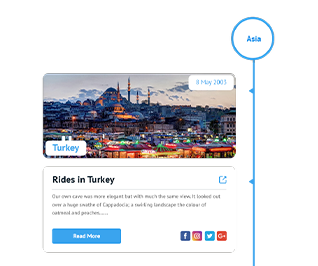 Asia
8 May 2003
Turkey
Rides in Turkey
Our own cave was more elegant but with much the same view. It looked out
over a huge swathe of Cappadocia, a swirling landscape the colour of
oatmeal and peaches........
Read More